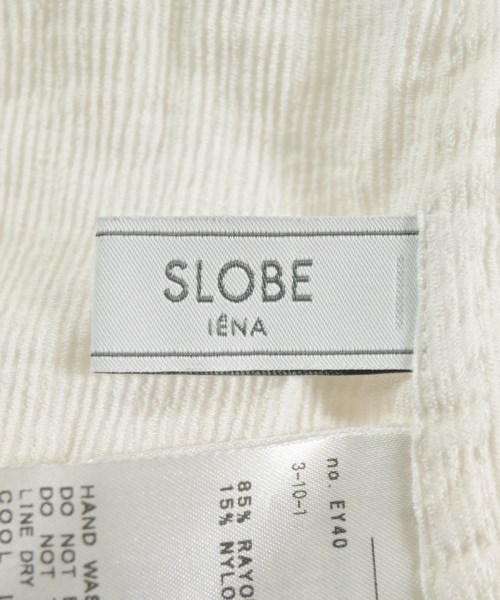 SLOBE
IÉNA
no. EY40
3-10-1
85% RAYO
15% NYLO
HAND WAS
DO NOT
DO NOT
LINE DRY
COOL